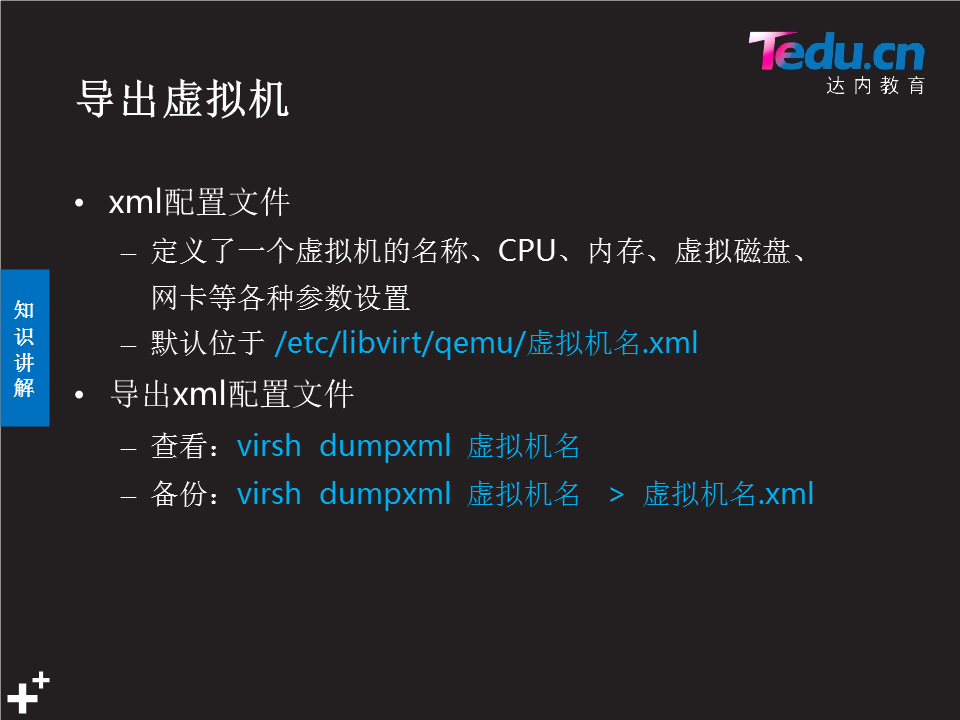 Tedu.cn
达内教育
导出虚拟机
• xml配置文件
– 定义了一个虚拟机的名称、CPU、内存、虚拟磁盘、
网卡等各种参数设置
– 默认位于 /etc/libvirt/qemu/虚拟机名.xml
知
识
讲
解
• 导出xml配置文件
– 查看：virsh dumpxml 虚拟机名
– 备份：virsh dumpxml 虚拟机名 > 虚拟机名.xml